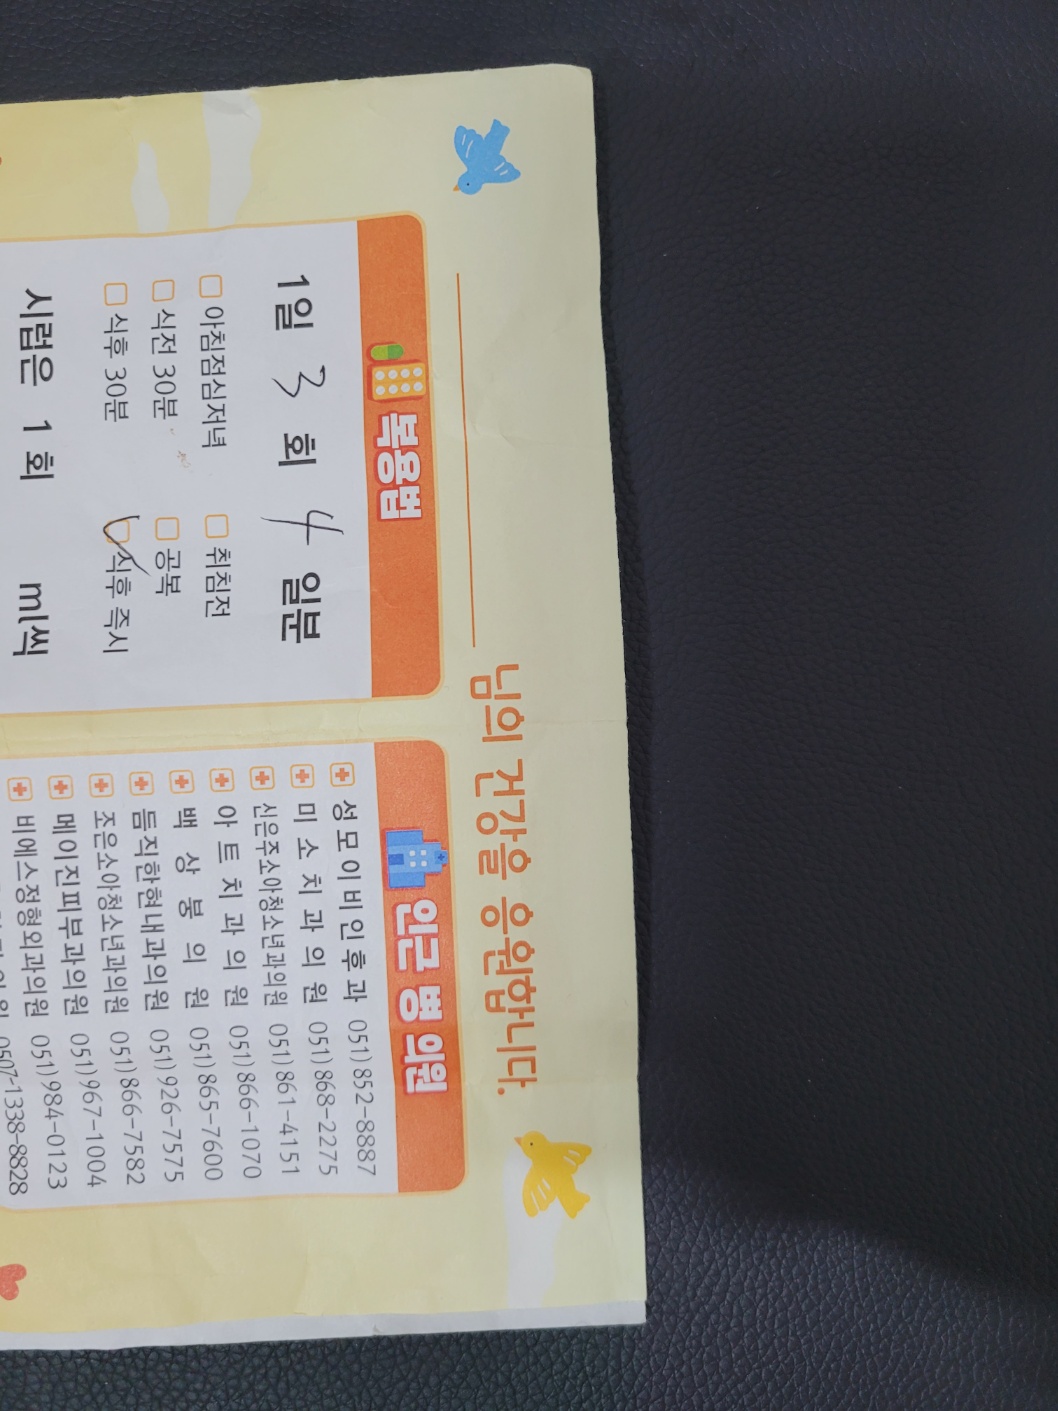 님의 건강을 응원합니다.
복용법
1일 3 회 4 일분
아침점심저녁 취침전
식전 30분 공복
식후 30분 식후 즉시
시럽은 1 회 ml씩
인근 병 의원
성모이비인후과 051)852-8887
미소치과의원 051)868-2275
신은주소아청소년과의원 051)861-4151
아트치과의원 051)866-1070
백상봉의원 051)865-7600
듬직한현내과의원 051)926-7575
조은소아청소년과의원 051)866-7582
메이진피부과의원 051)967-1004
비에스정형외과의원 051)984-0123
0507-1338-8828